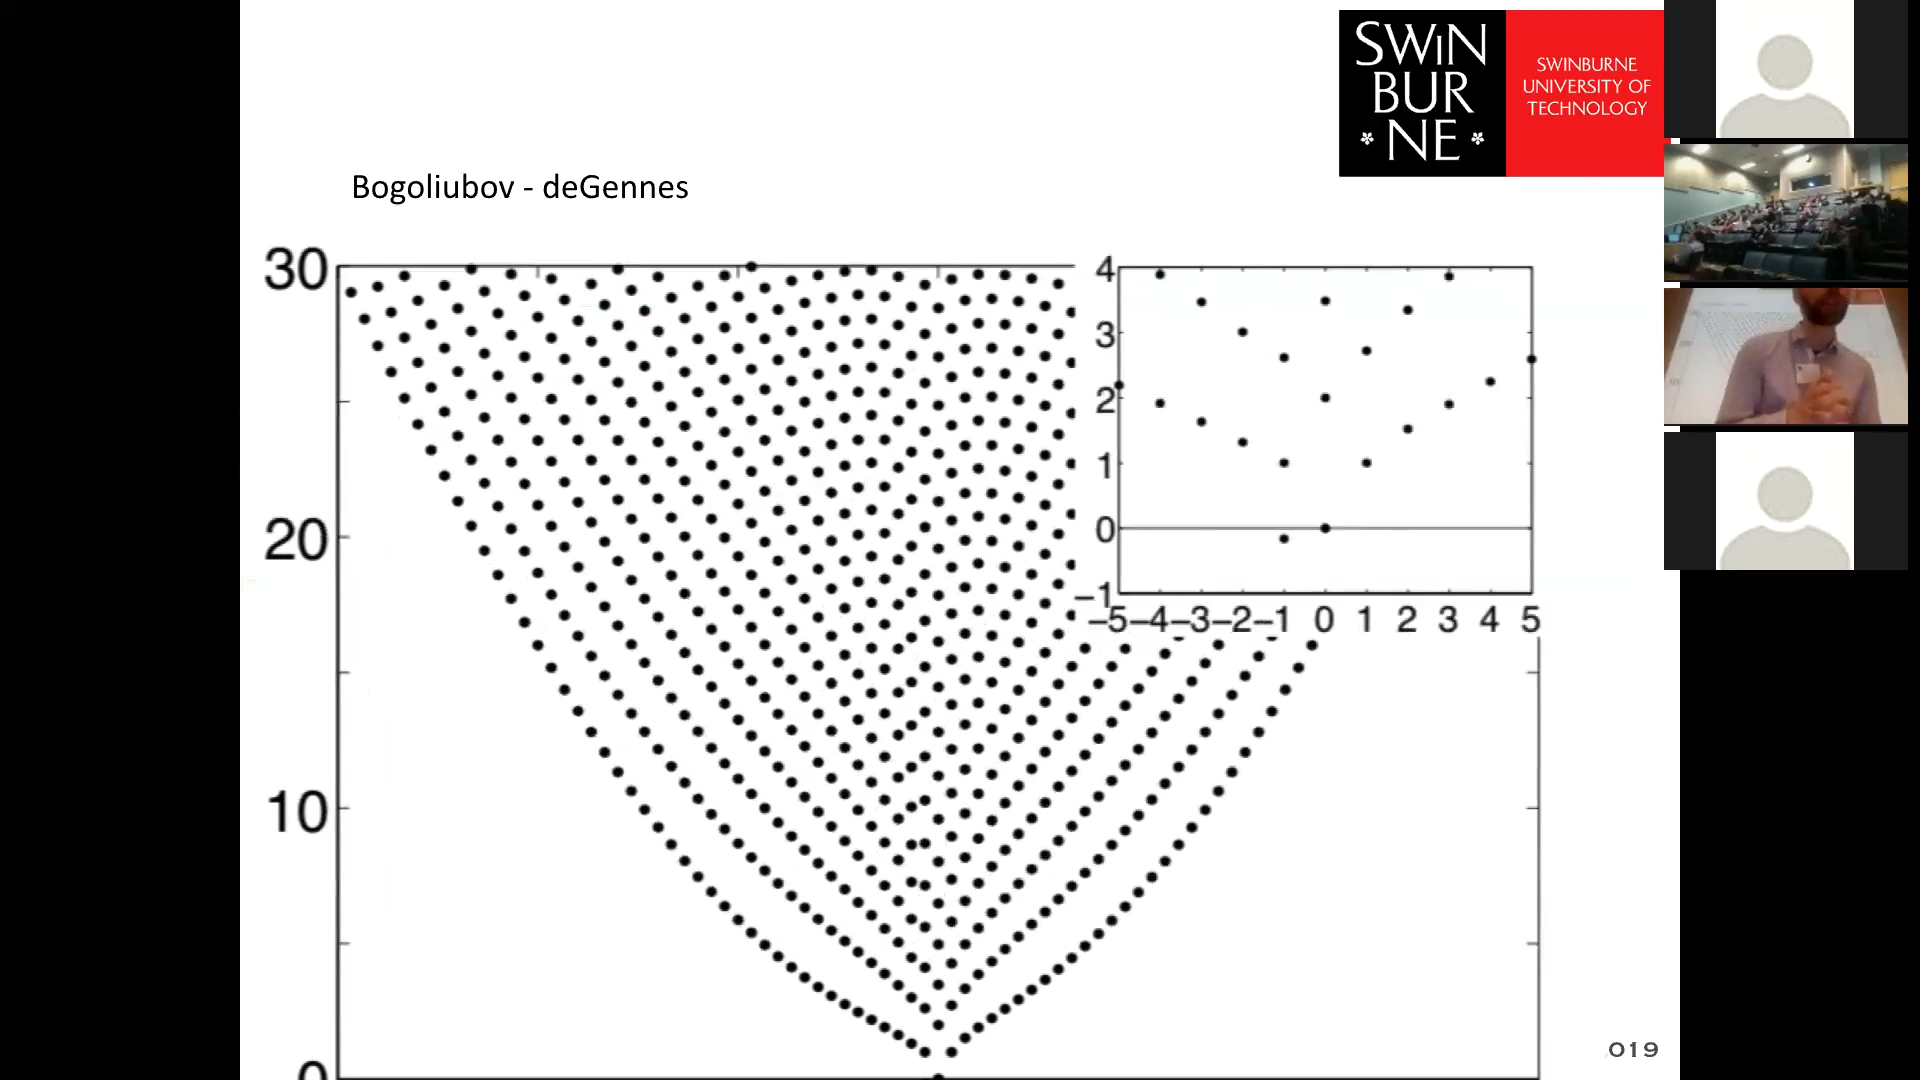 SWiN
BUR
NE
SWINBURNE
UNIVERSITY OF
TECHNOLOGY
Bogoliubov - deGennes
30
20
10
0
4
3
2
1
0
−1
−5−4−3−2−1 0 1 2 3 4 5
019